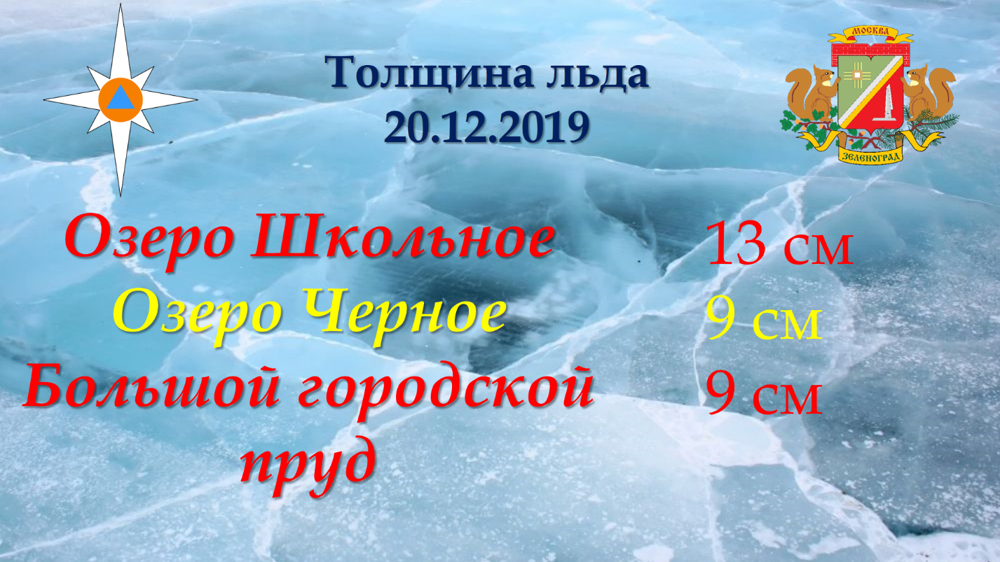 МОСКВА
ЗЕЛЕНОГРАД
Толщина льда
20.12.2019
Озеро Школьное 13 см
Озеро Черное 9 см
Большой городской 9 см
пруд